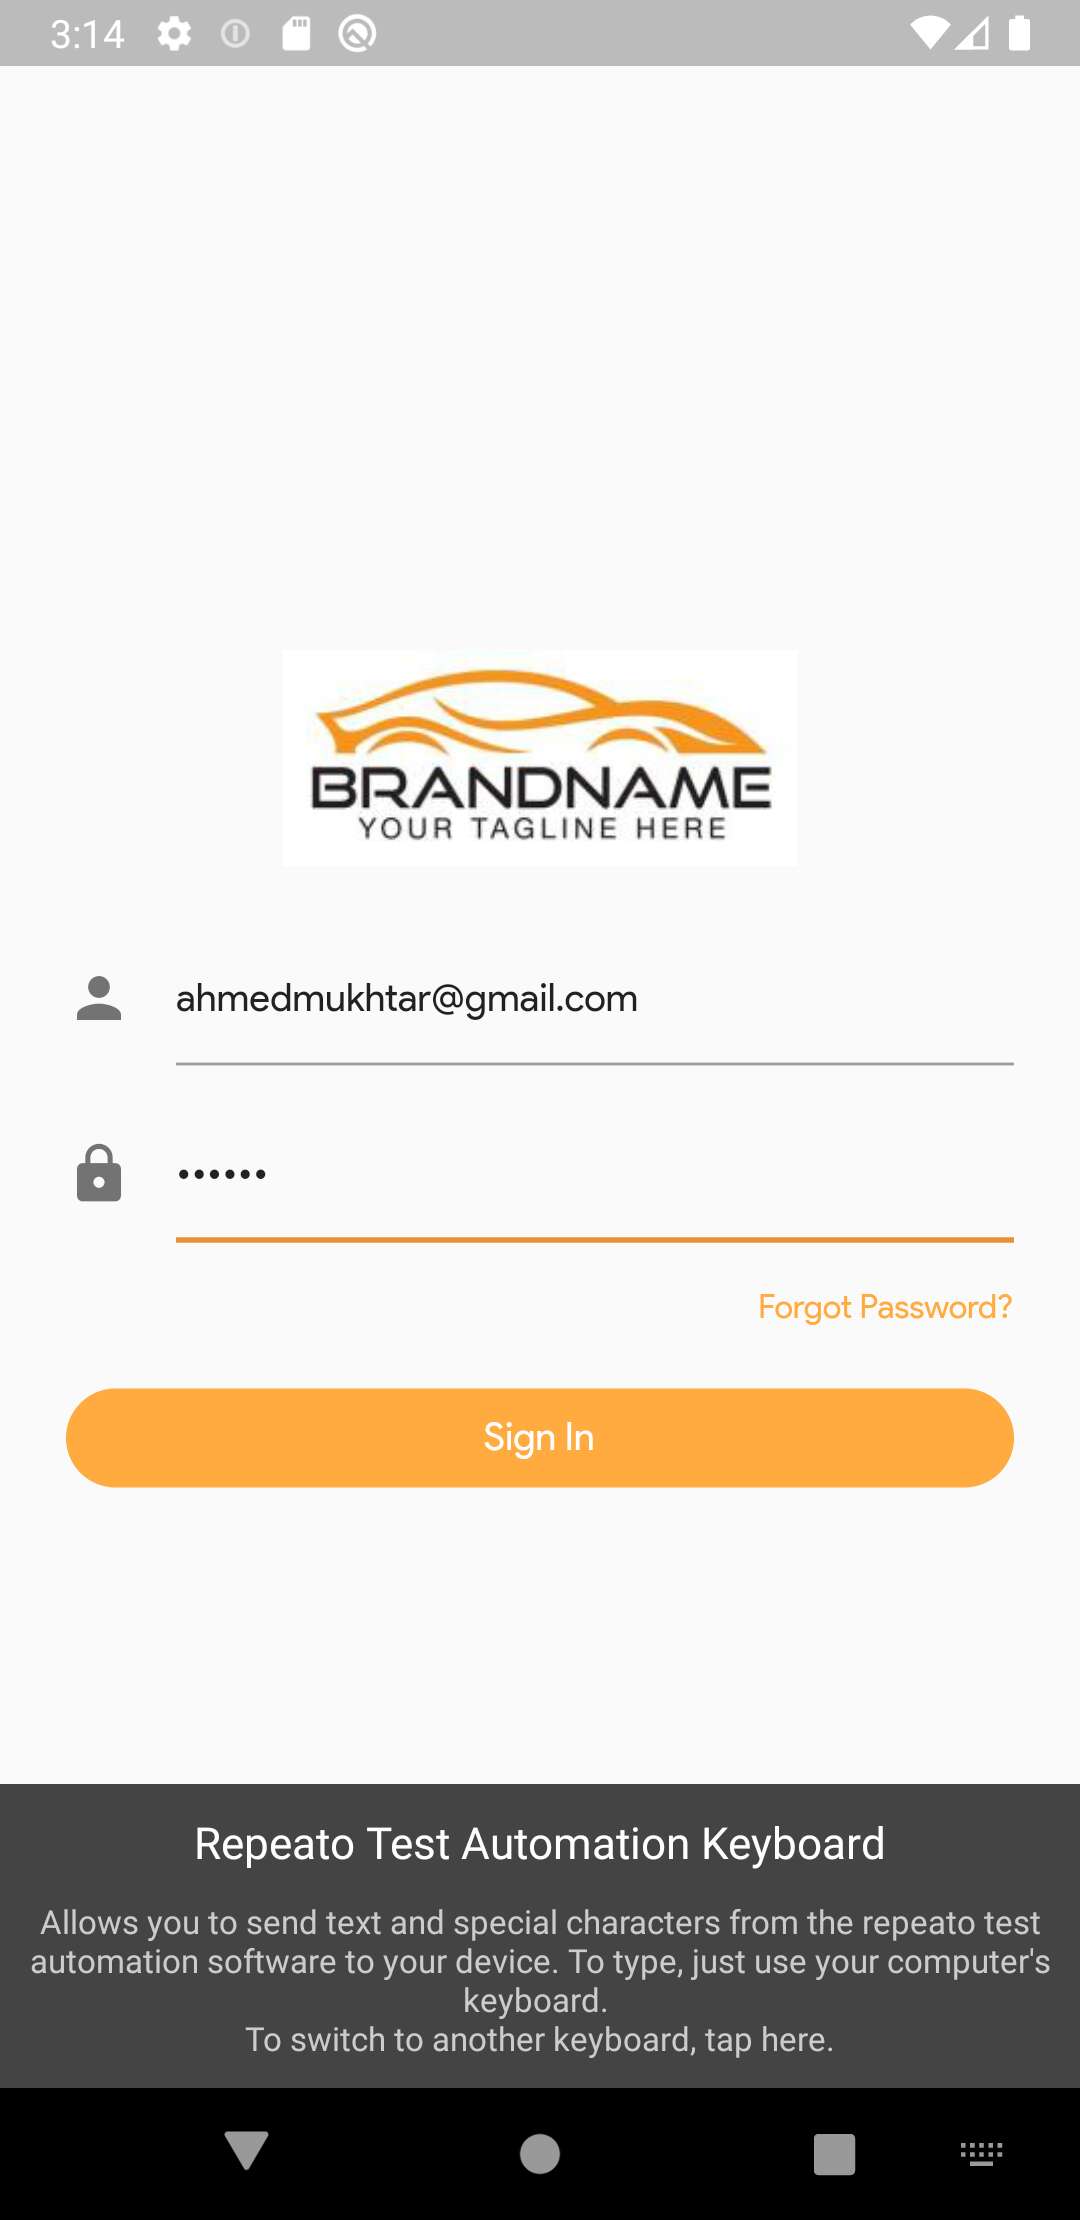 3:14
BRANDNAME
YOUR TAGLINE HERE
ahmedmukhtar@gmail.com
••••••
Forgot Password?
Sign In
Repeato Test Automation Keyboard
Allows you to send text and special characters from the repeato test
automation software to your device. To type, just use your computer's
keyboard.
To switch to another keyboard, tap here.